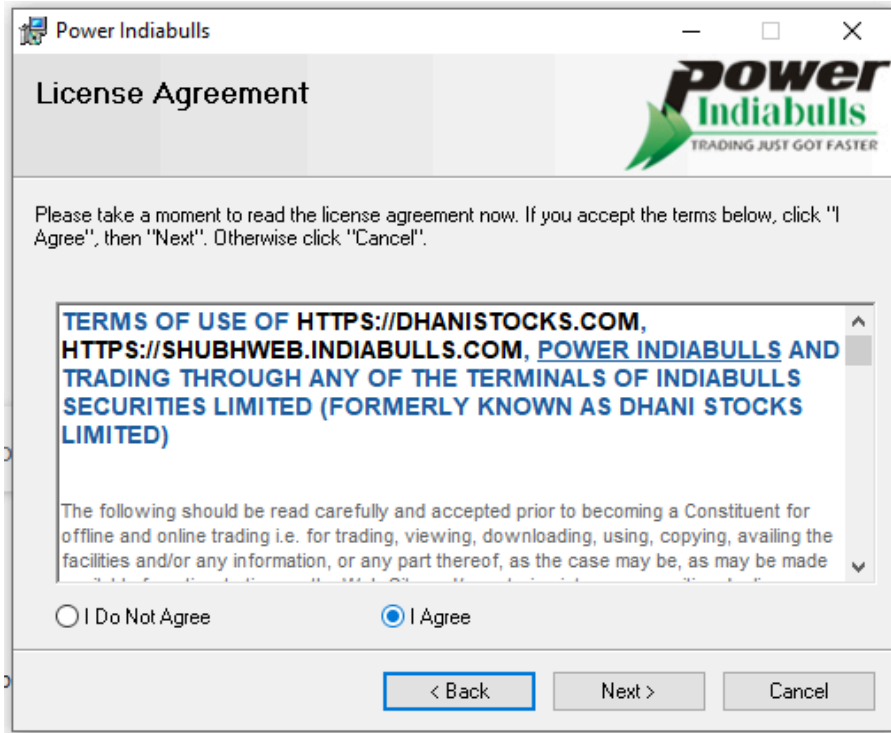 Power Indiabulls
License Agreement
power
Indiabulls
TRADING JUST GOT FASTER
Please take a moment to read the license agreement now. If you accept the terms below, click "I
Agree", then "Next". Otherwise click "Cancel".
TERMS OF USE OF HTTPS://DHANISTOCKS.COM,
HTTPS://SHUBHWEB.INDIABULLS.COM, POWER INDIABULLS AND
TRADING THROUGH ANY OF THE TERMINALS OF INDIABULLS
SECURITIES LIMITED (FORMERLY KNOWN AS DHANI STOCKS
LIMITED)
The following should be read carefully and accepted prior to becoming a Constituent for
offline and online trading i.e. for trading, viewing, downloading, using, copying, availing the
facilities and/or any information, or any part thereof, as the case may be, as may be made
I Do Not Agree
I Agree
< Back
Next >
Cancel